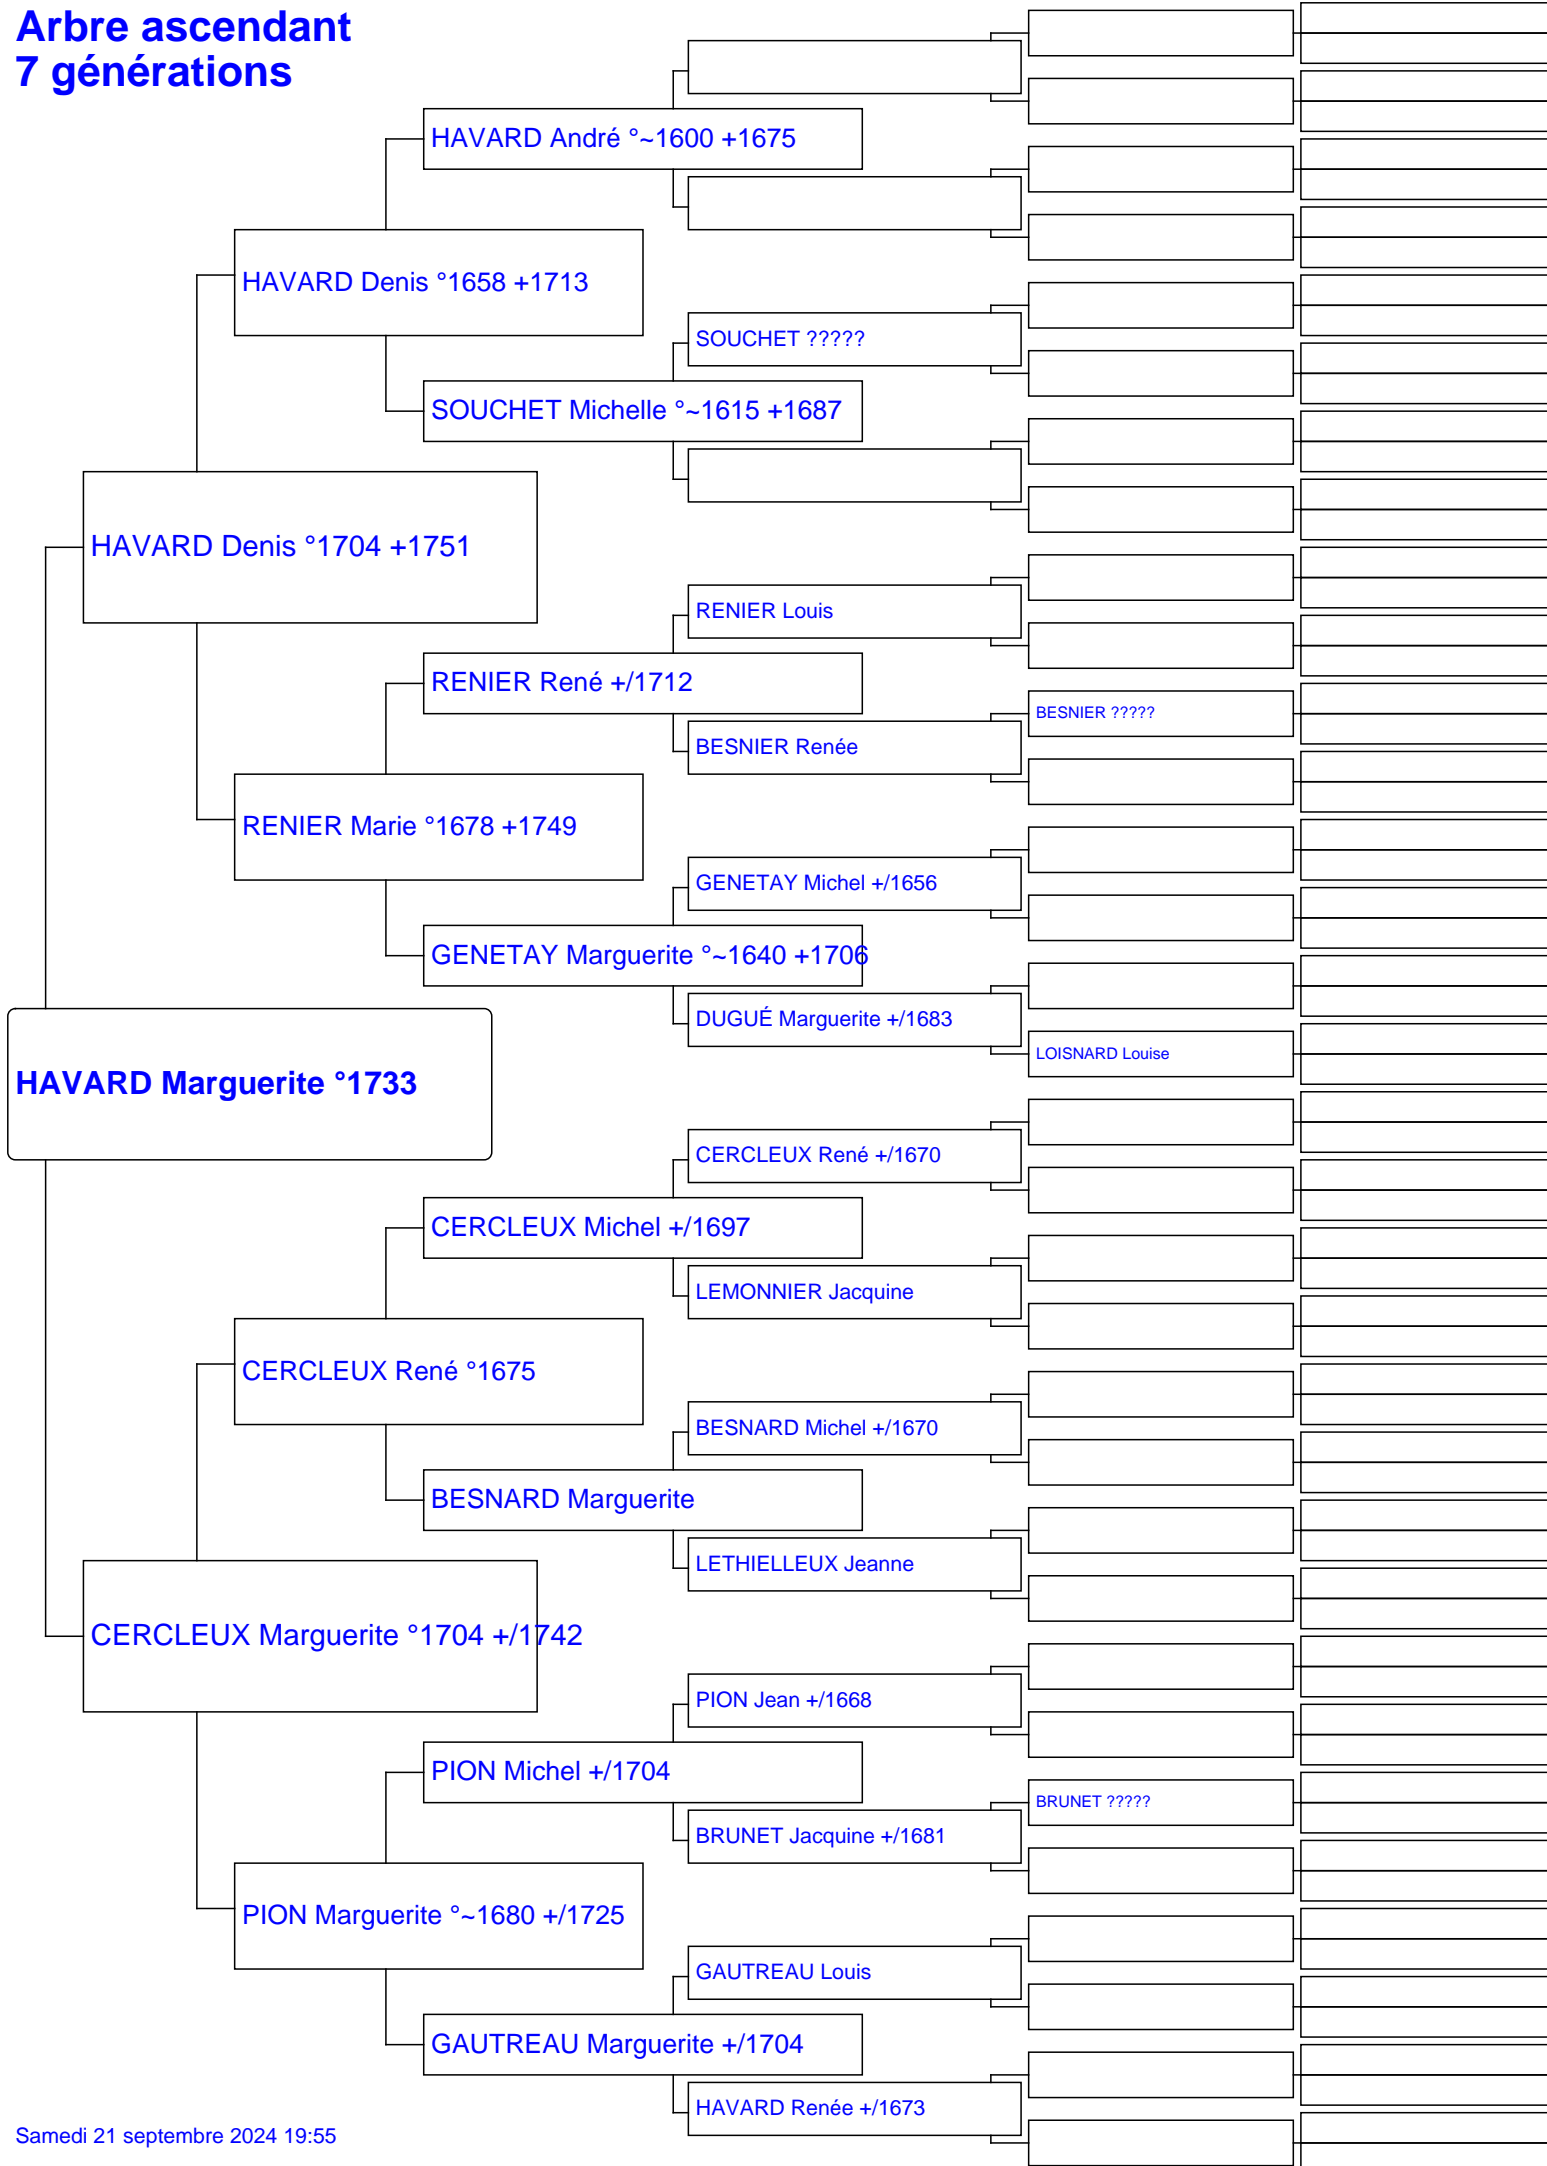 Arbre ascendant
7 générations
HAVARD André °~1600 +1675
HAVARD Denis °1658 +1713
SOUCHET ?????
SOUCHET Michelle °~1615 +1687
HAVARD Denis °1704 +1751
RENIER Louis
RENIER René +/1712
BESNIER ?????
BESNIER Renée
RENIER Marie °1678 +1749
GENETAY Michel +/1656
GENETAY Marguerite °~1640 +1706
DUGUÉ Marguerite +/1683
LOISNARD Louise
HAVARD Marguerite °1733
CERCLEUX René +/1670
CERCLEUX Michel +/1697
LEMONNIER Jacquine
CERCLEUX René °1675
BESNARD Michel +/1670
BESNARD Marguerite
LETHIELLEUX Jeanne
CERCLEUX Marguerite °1704 +/1742
PION Jean +/1668
PION Michel +/1704
BRUNET ?????
BRUNET Jacquine +/1681
PION Marguerite °~1680 +/1725
GAUTREAU Louis
GAUTREAU Marguerite +/1704
HAVARD Renée +/1673
Samedi 21 septembre 2024 19:55